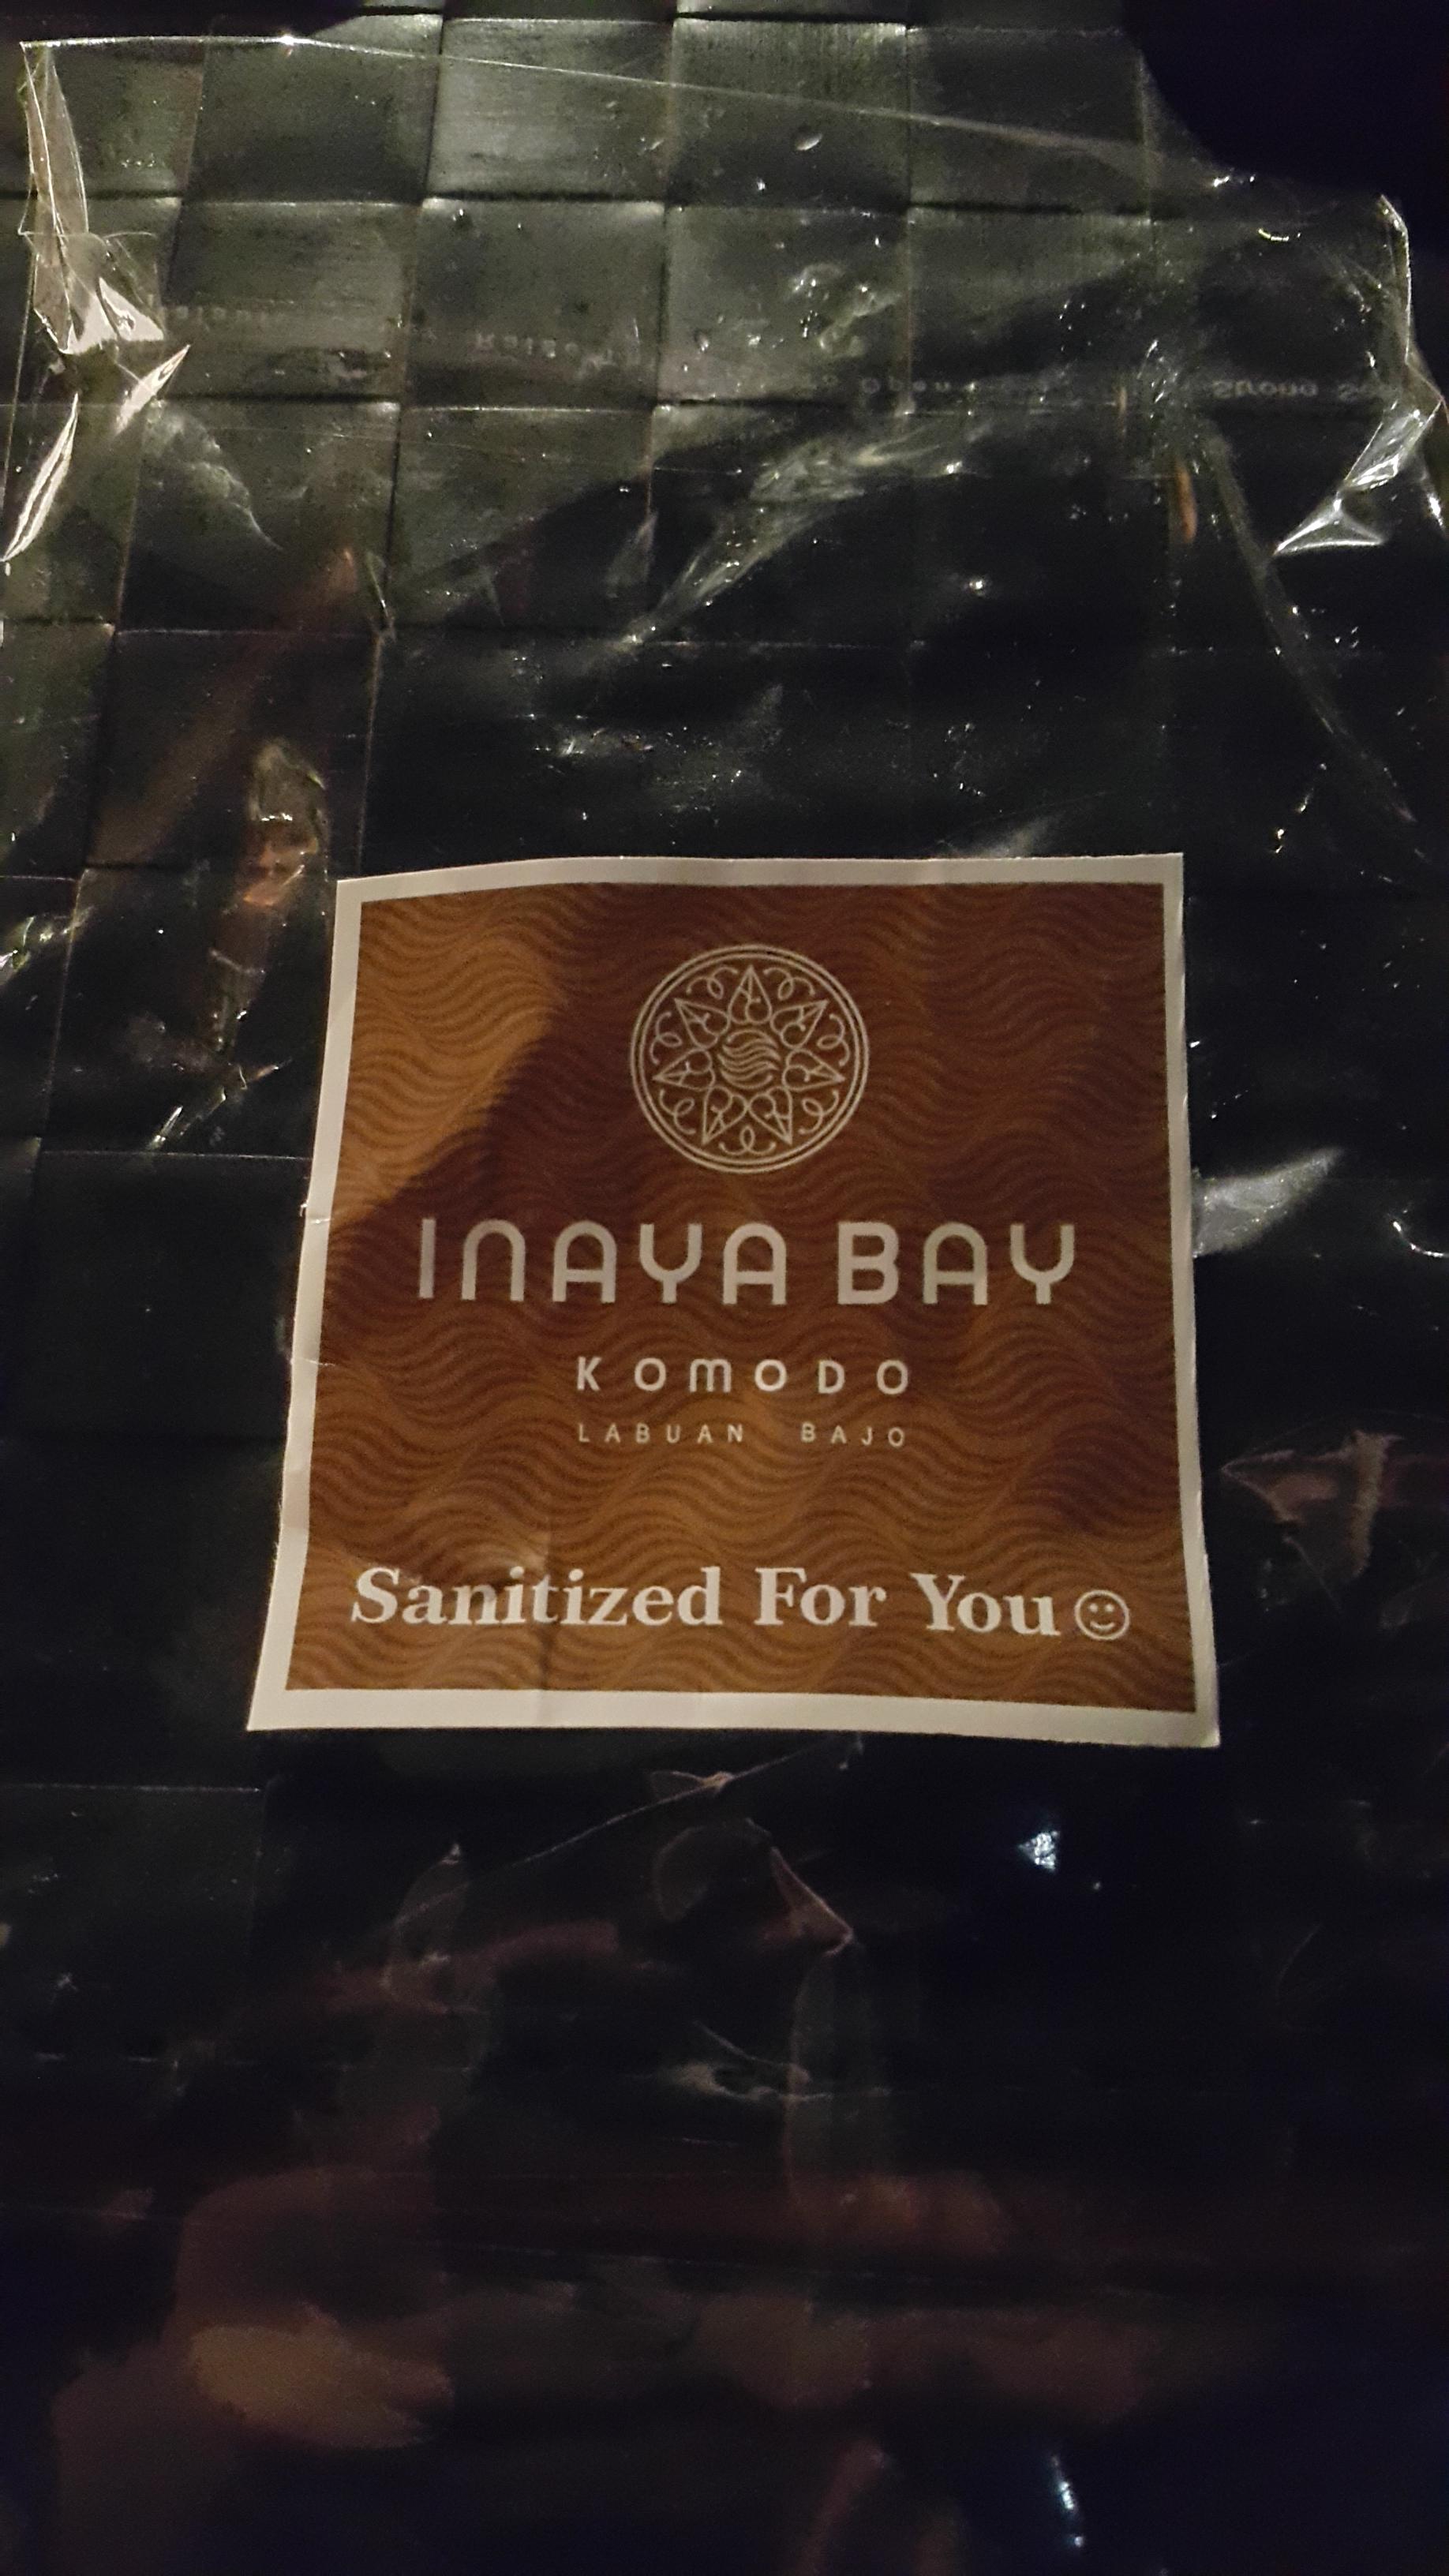 INAYA BAY
KOMODO
LABUAN BAJO
Sanitized For You